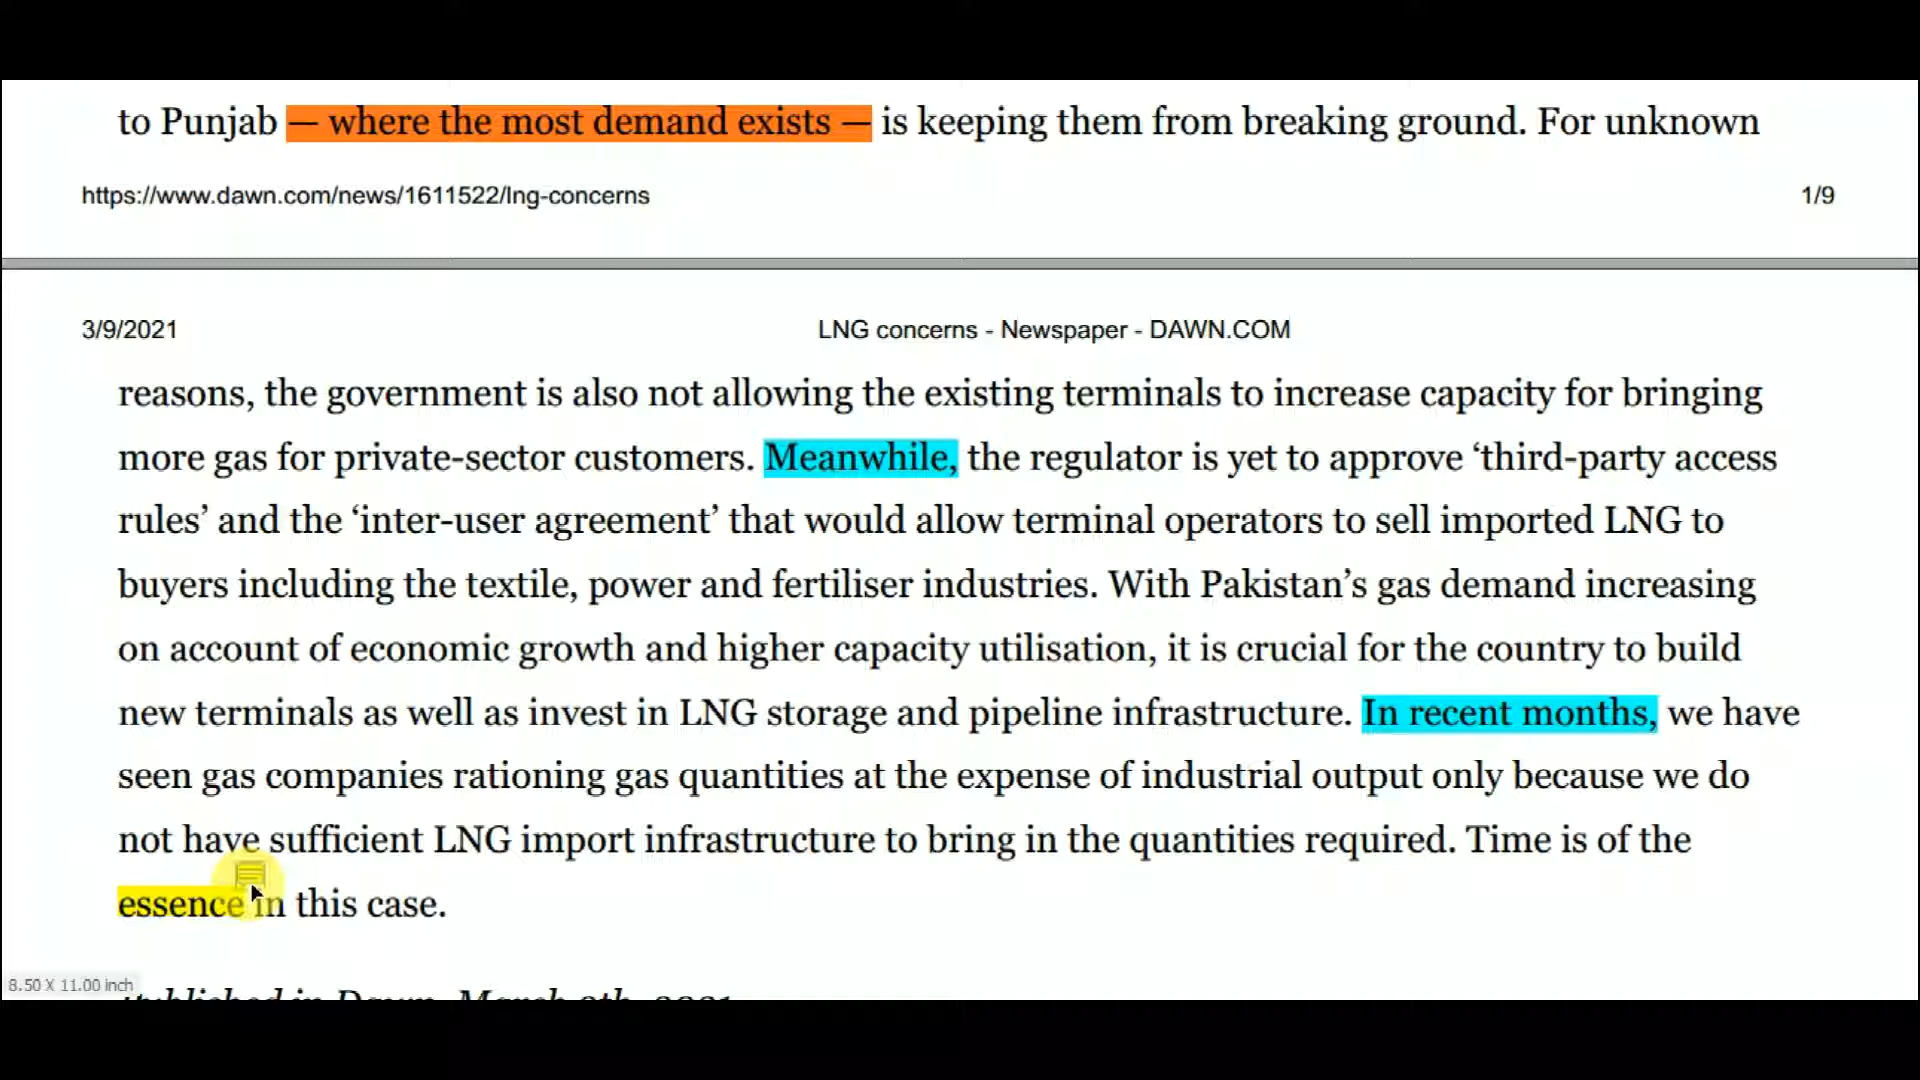 to Punjab — where the most demand exists — is keeping them from breaking ground. For unknown
https://www.dawn.com/news/1611522/lng-concerns 1/9
3/9/2021 LNG concerns - Newspaper - DAWN.COM
reasons, the government is also not allowing the existing terminals to increase capacity for bringing
more gas for private-sector customers. Meanwhile, the regulator is yet to approve ‘third-party access
rules’ and the ‘inter-user agreement’ that would allow terminal operators to sell imported LNG to
buyers including the textile, power and fertiliser industries. With Pakistan’s gas demand increasing
on account of economic growth and higher capacity utilisation, it is crucial for the country to build
new terminals as well as invest in LNG storage and pipeline infrastructure. In recent months, we have
seen gas companies rationing gas quantities at the expense of industrial output only because we do
not have sufficient LNG import infrastructure to bring in the quantities required. Time is of the
essence in this case.
8.50 X 11.00 inch
Published in Dawn, March 9th, 2021